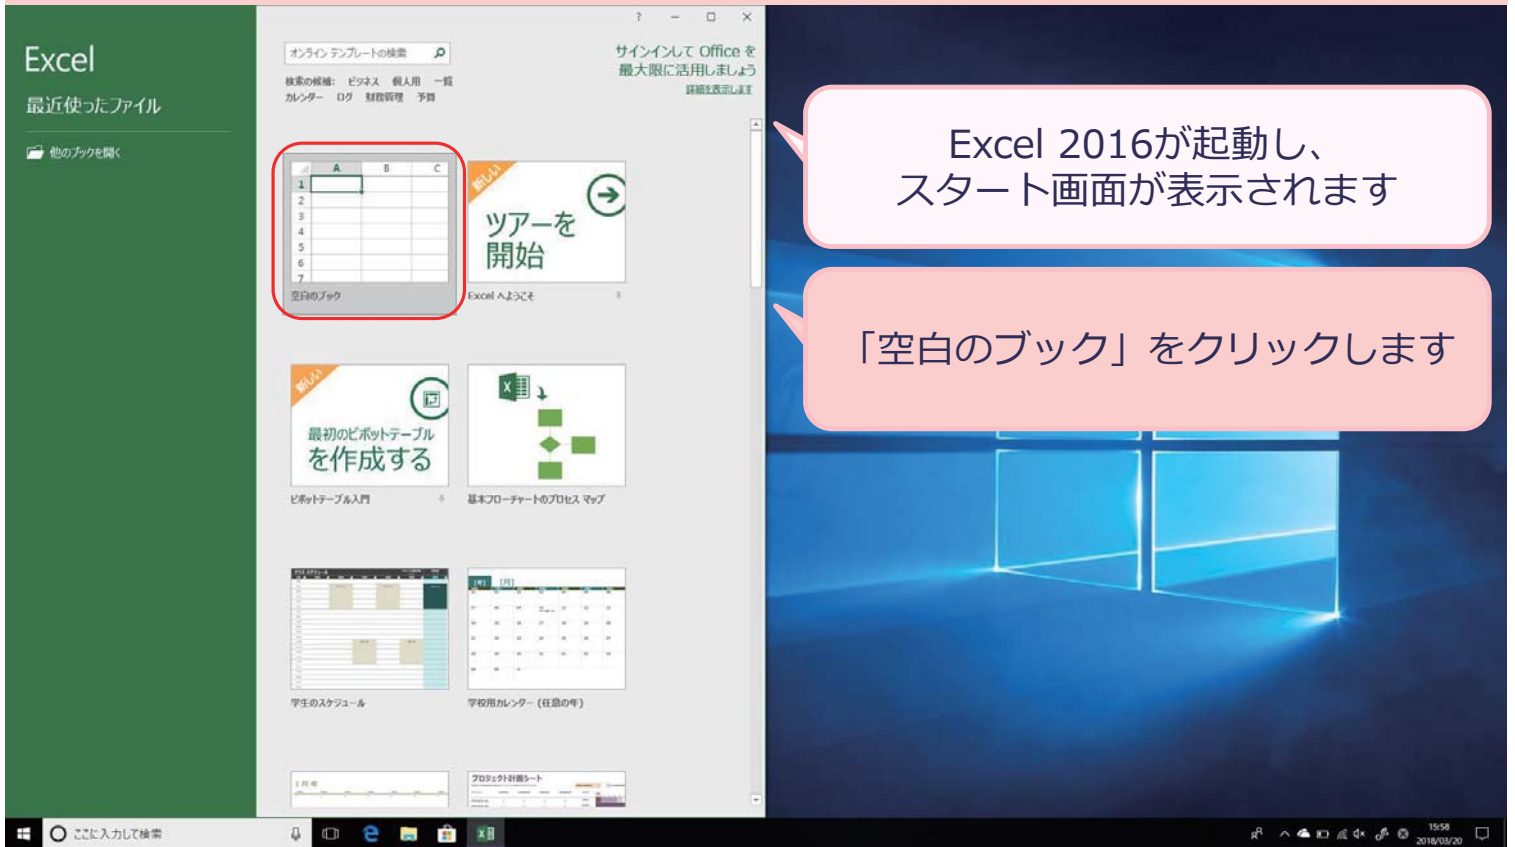 Excel
最近使ったファイル
他のブックを開く
? － □ ×
オンライン テンプレートの検索
検索の候補: ビジネス 個人用 一覧
カレンダー ログ 財務管理 予算
サインインして Office を
最大限に活用しましょう
詳細を表示します
A B C
1
2
3
4
5
6
7
空白のブック
新しい
ツアーを
開始
Excel へようこそ
新しい
最初のピボットテーブル
を作成する
ピボットテーブル入門
X
基本フローチャートのプロセス マップ
学生のスケジュール
[年] [月]
学校用カレンダー (任意の年)
プロジェクト計画シート
Excel 2016が起動し、
スタート画面が表示されます
「空白のブック」をクリックします
ここに入力して検索
15:58
2018/03/20